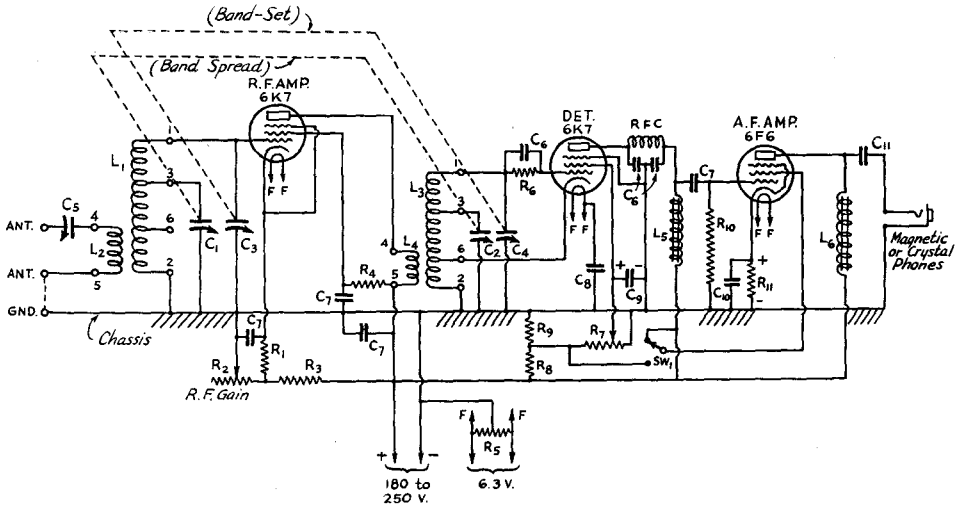 (Band-Set)
(Band Spread)
R.F.AMP.
6K7
DET.
6K7
RFC
A.F.AMP.
6F6
C11
L1
3
6
2
C1
C3
F F
ANT.
C5
4
L2
ANT.
5
GND.
Chassis
C7
R1
R2
R.F.Gain
R3
R4
C7
C7
4
L4
5
L3
3
6
2
C2
C4
C6
R6
F F
C6
C8
+ -
C9
R9
R8
R7
SW1
L5
C7
R10
C10
F F
+
R11
-
L6
Magnetic
or Crystal
Phones
F
F
R5
+
-
180 to
250 V.
6.3 V.